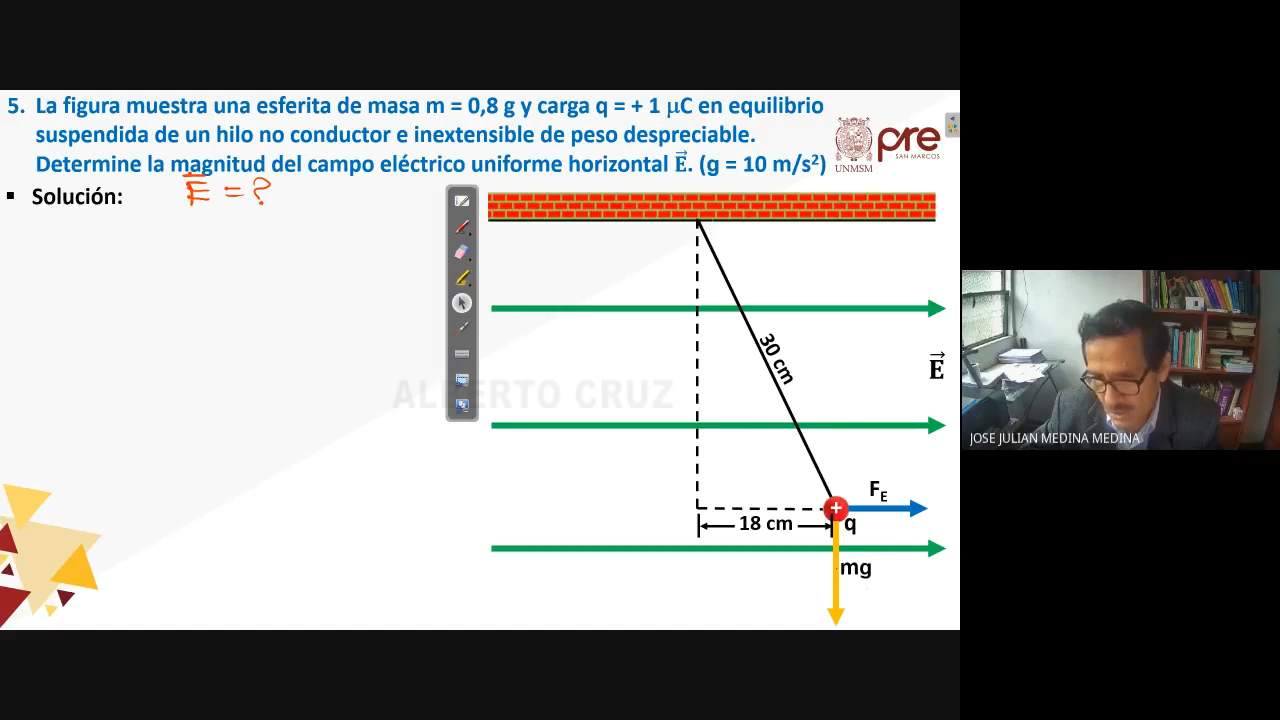 5. La figura muestra una esferita de masa m = 0,8 g y carga q = + 1 μC en equilibrio
suspendida de un hilo no conductor e inextensible de peso despreciable.
Determine la magnitud del campo eléctrico uniforme horizontal E⃗. (g = 10 m/s²)
pre
SAN MARCOS
UNMSM
▪ Solución:
E⃗ = ?
30 cm
E⃗
ALBERTO CRUZ
JOSE JULIAN MEDINA MEDINA
F_E
+
18 cm
q
mg